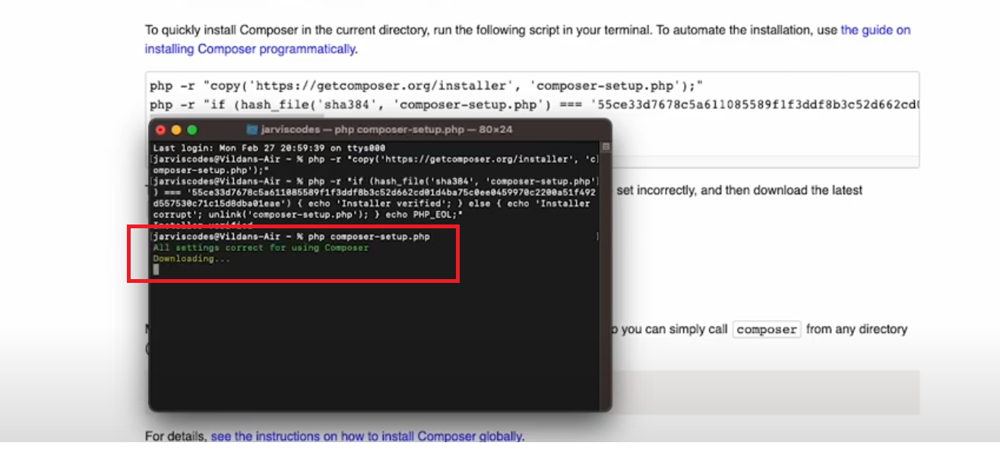 To quickly install Composer in the current directory, run the following script in your terminal. To automate the installation, use the guide on
installing Composer programmatically.
php -r "copy('https://getcomposer.org/installer', 'composer-setup.php');"
php -r "if (hash_file('sha384', 'composer-setup.php') === '55ce33d7678c5a611085589f1f3ddf8b3c52d662cd
jarviscodes — php composer-setup.php — 80×24
Last login: Mon Feb 27 20:59:39 on ttys000
[jarviscodes@Vildans-Air ~ % php -r "copy('https://getcomposer.org/installer', 'c]
omposer-setup.php');"
[jarviscodes@Vildans-Air ~ % php -r "if (hash_file('sha384', 'composer-setup.php']
) === '55ce33d7678c5a611085589f1f3ddf8b3c52d662cd01d4ba75c0ee0459970c2200a51f492
d557530c71c15d8dba01eae') { echo 'Installer verified'; } else { echo 'Installer
corrupt'; unlink('composer-setup.php'); } echo PHP_EOL;"
Installer verified
[jarviscodes@Vildans-Air ~ % php composer-setup.php ]
All settings correct for using Composer
Downloading...
set incorrectly, and then download the latest
you can simply call composer from any directory
For details, see the instructions on how to install Composer globally.